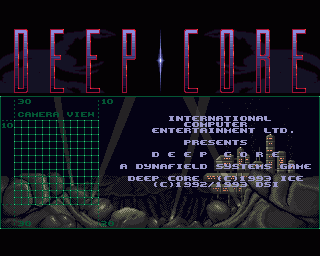 DEEP CORE
30 10
CAMERA VIEW
10
INTERNATIONAL
COMPUTER
ENTERTAINMENT LTD.
PRESENTS
D E E P C O R E
A DYNAFIELD SYSTEMS GAME
DEEP CORE (C)1993 ICE
(C)1992/1993 DSI